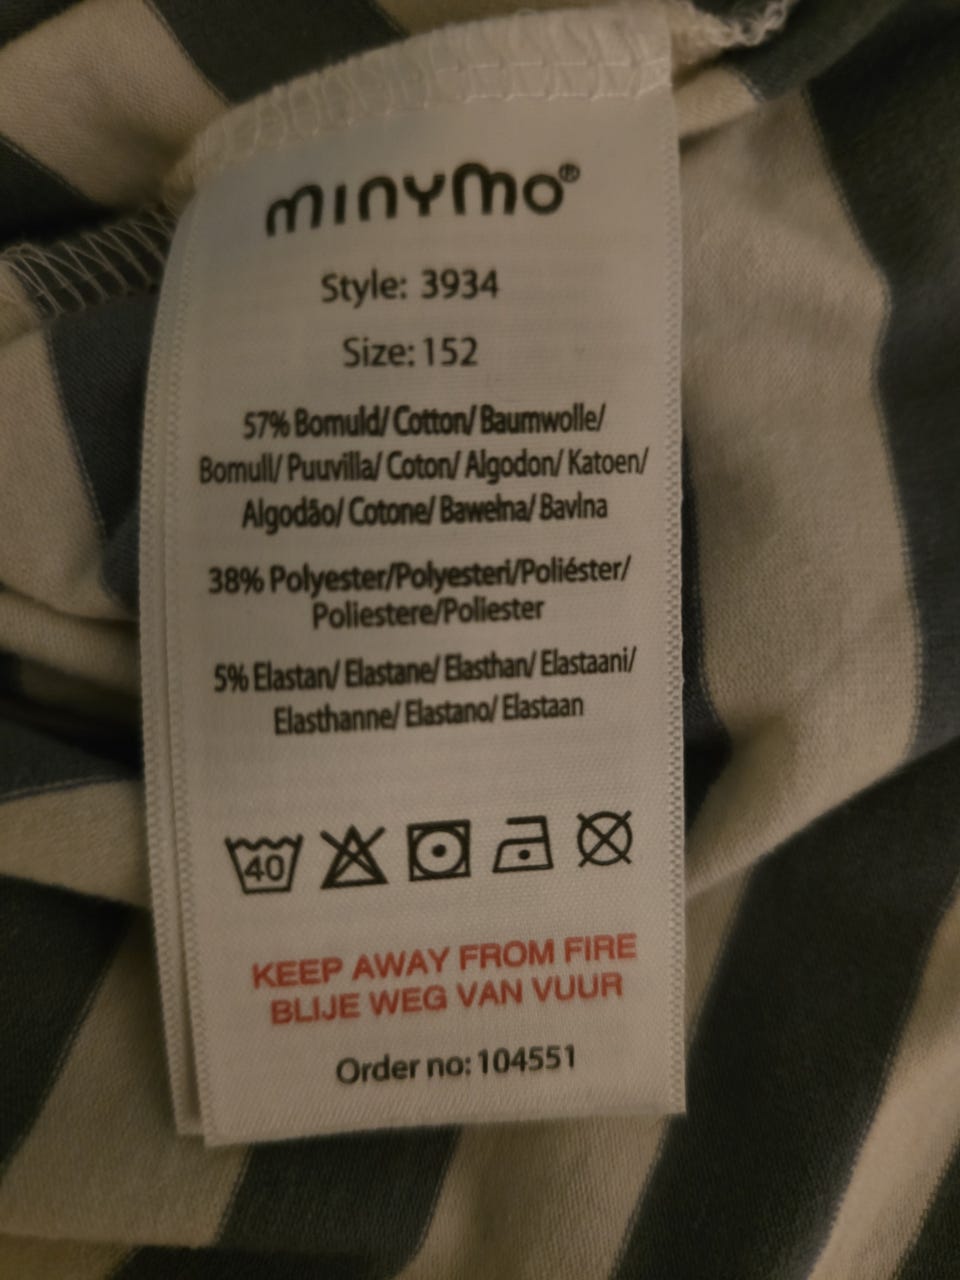 minymo®
Style: 3934
Size: 152
57% Bomuld/ Cotton/ Baumwolle/
Bomull/ Puuvilla/ Coton/ Algodon/ Katoen/
Algodão/ Cotone/ Bawełna/ Bavlna
38% Polyester/Polyesteri/Poliéster/
Poliestere/Poliester
5% Elastan/ Elastane/ Elasthan/ Elastaani/
Elasthanne/ Elastano/ Elastaan
40
KEEP AWAY FROM FIRE
BLIJE WEG VAN VUUR
Order no: 104551